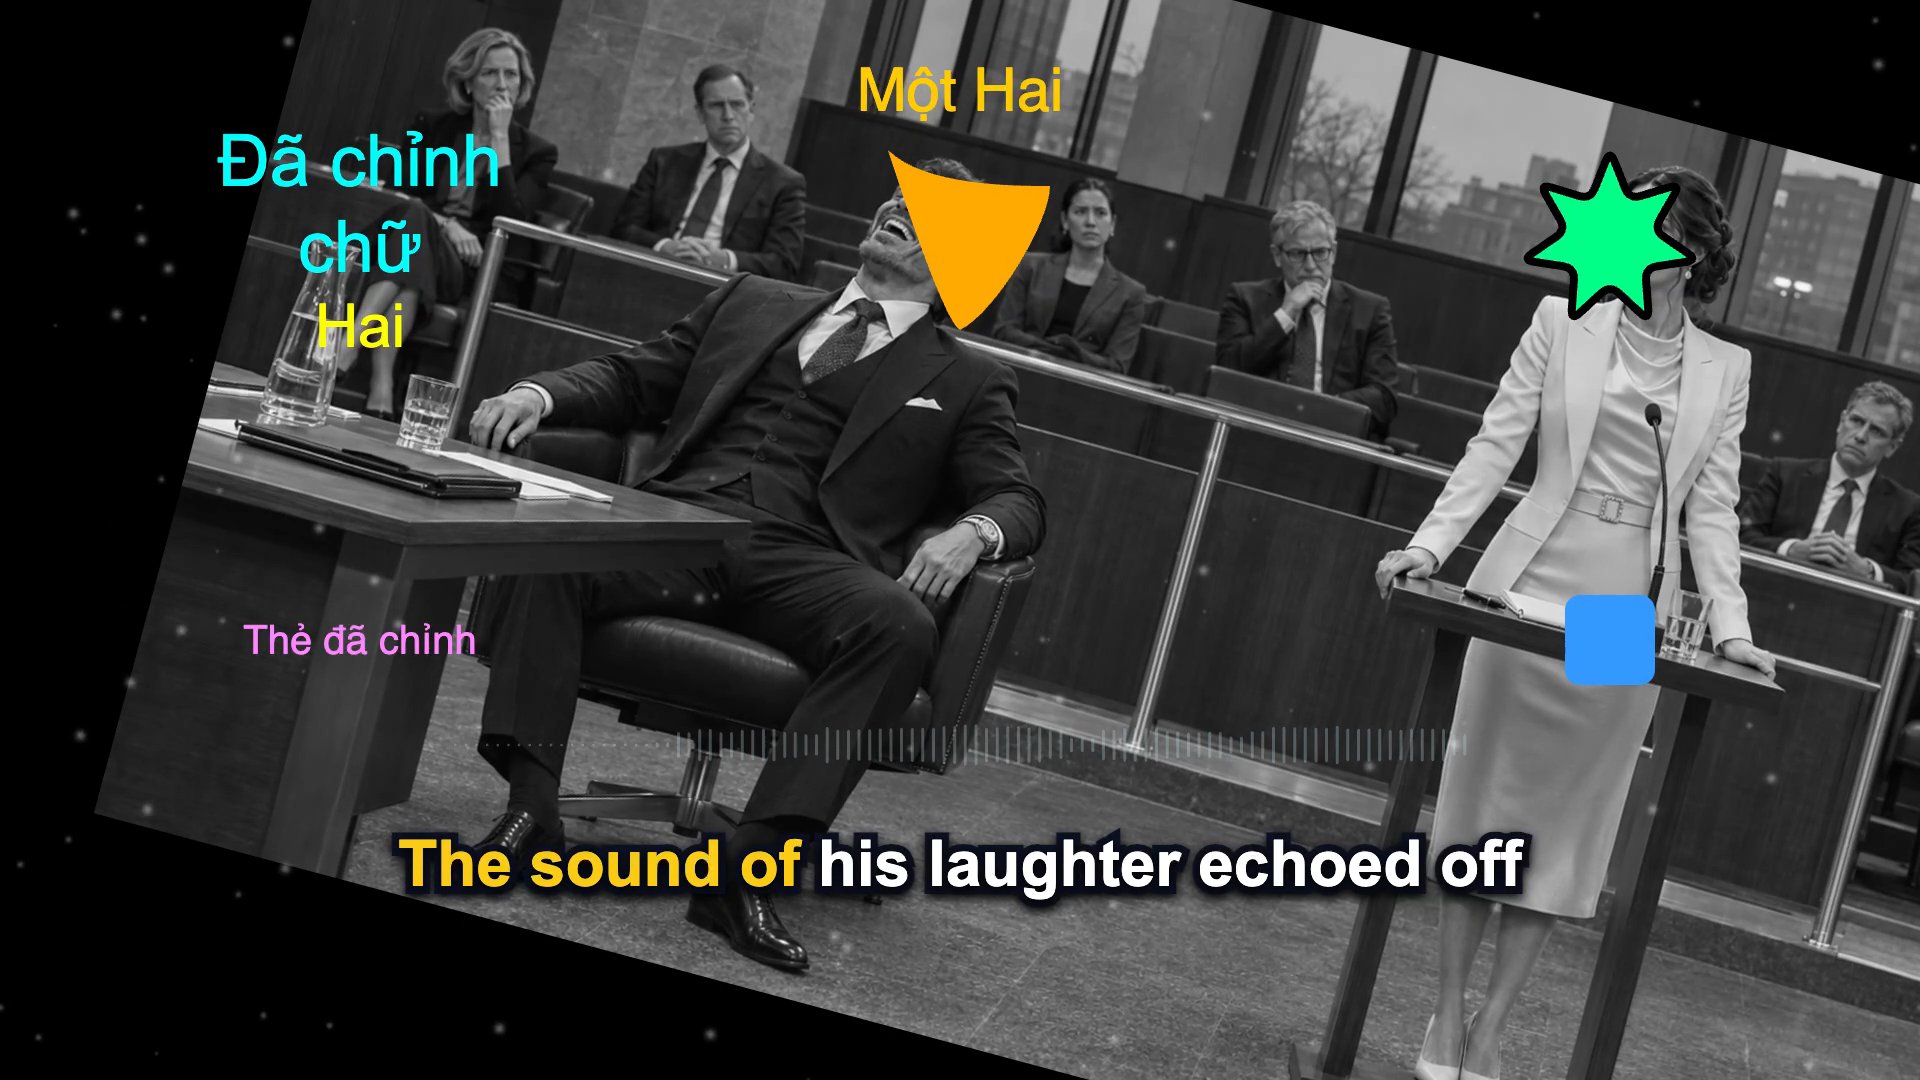 Một Hai
Đã chỉnh
chữ
Hai
Thẻ đã chỉnh
The sound of his laughter echoed off